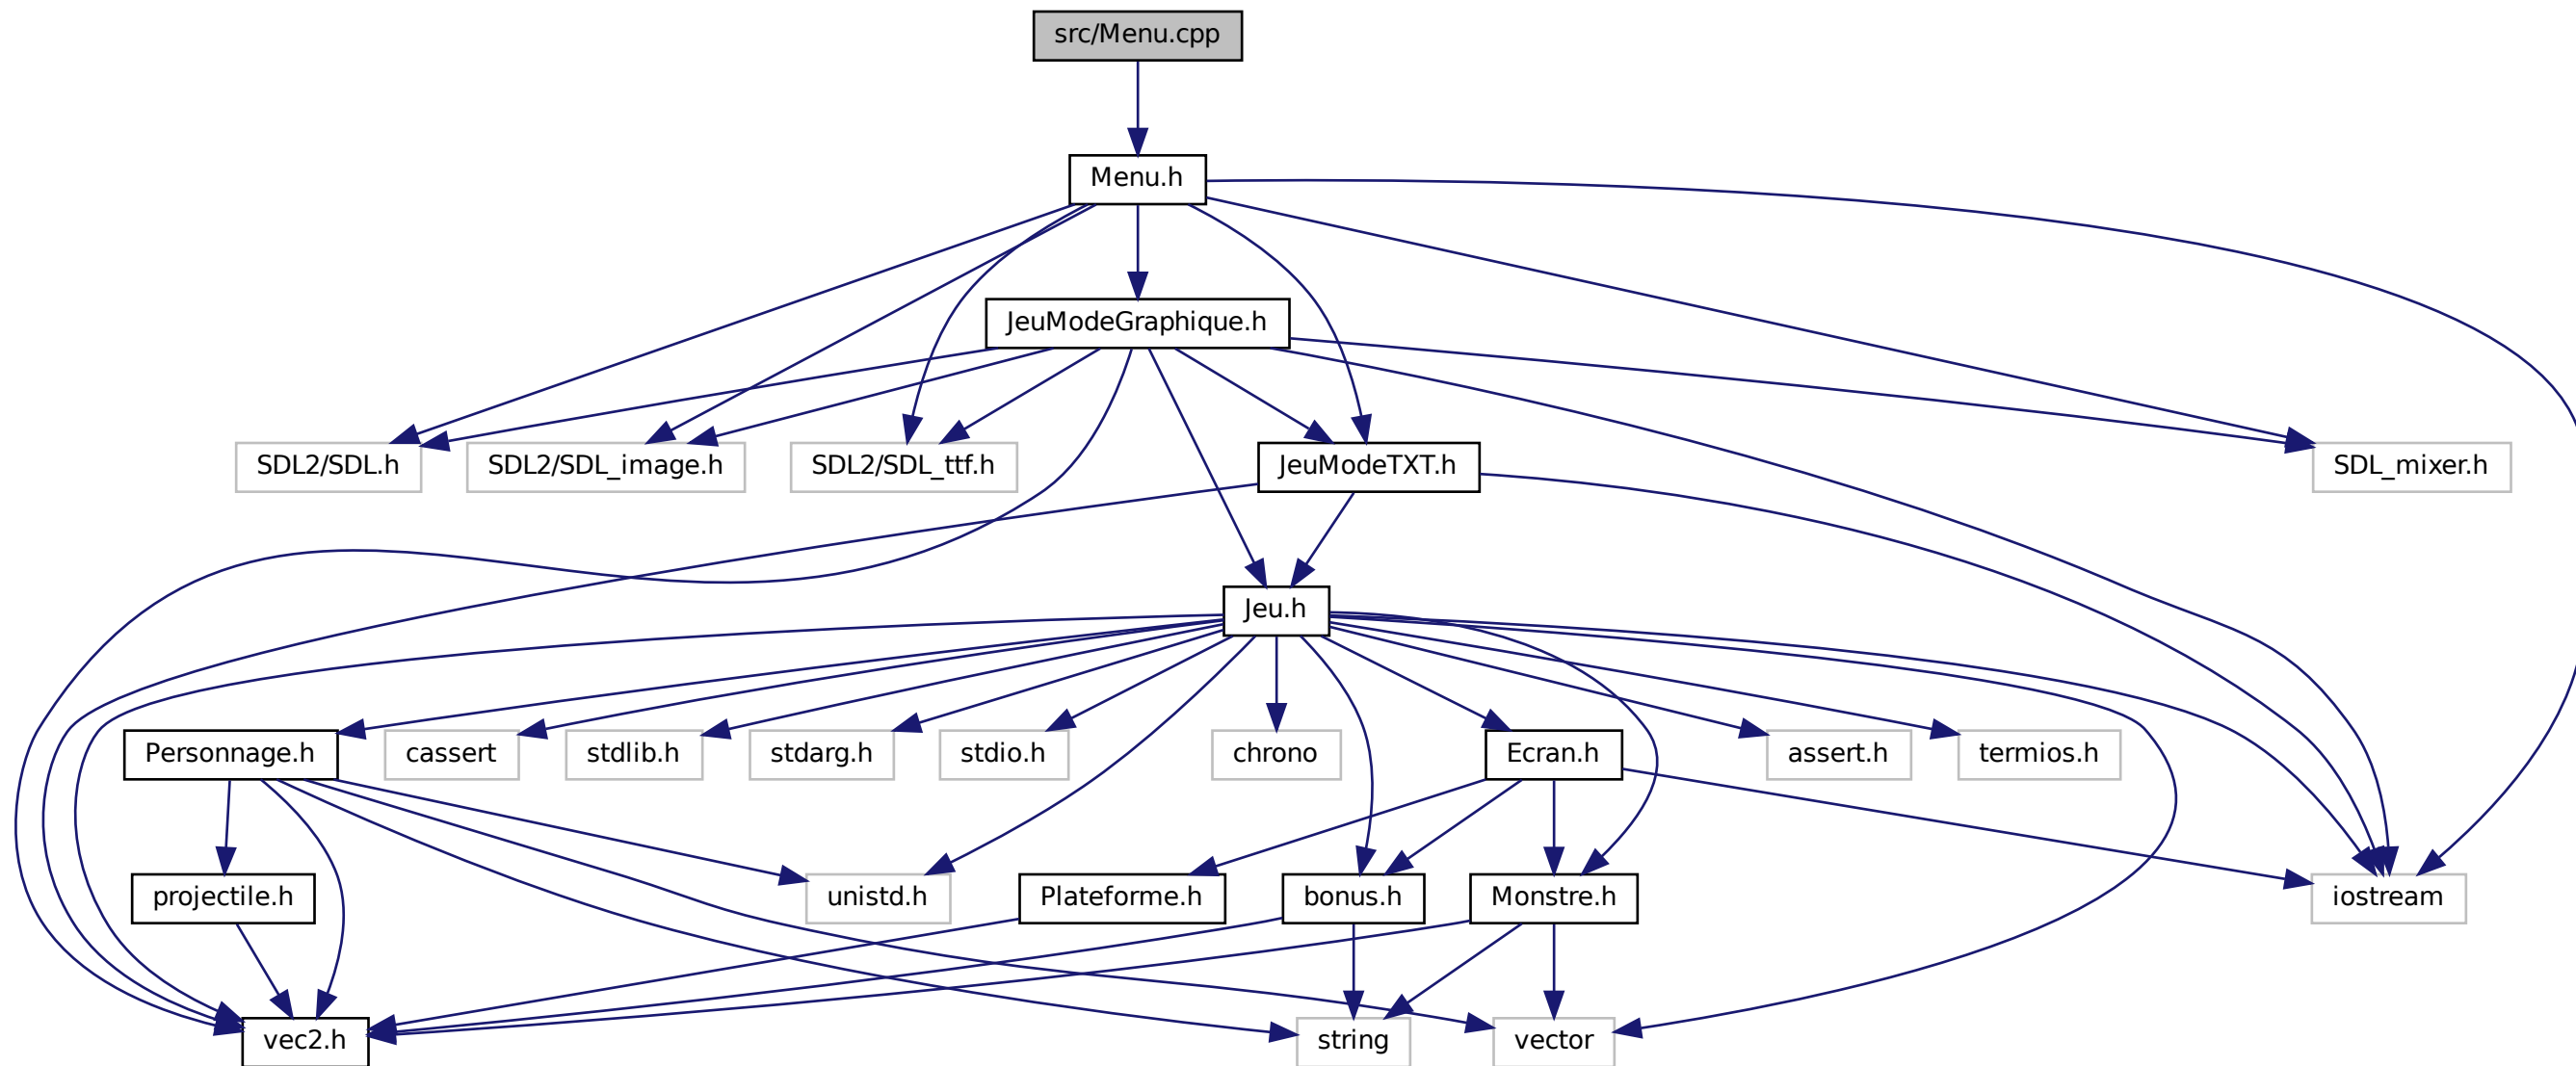 src/Menu.cpp
Menu.h
JeuModeGraphique.h
SDL2/SDL.h
SDL2/SDL_image.h
SDL2/SDL_ttf.h
JeuModeTXT.h
SDL_mixer.h
Jeu.h
Personnage.h
cassert
stdlib.h
stdarg.h
stdio.h
chrono
Ecran.h
assert.h
termios.h
projectile.h
unistd.h
Plateforme.h
bonus.h
Monstre.h
iostream
vec2.h
string
vector